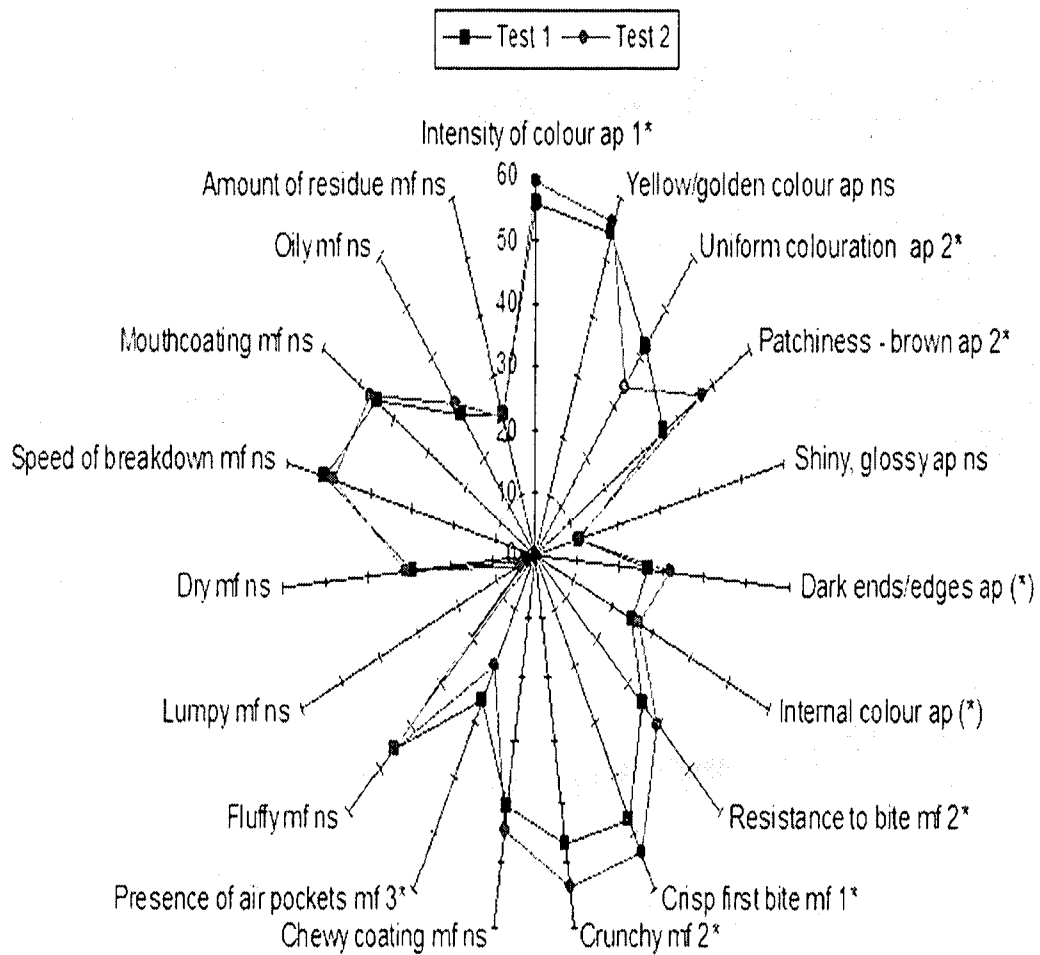 Test 1 Test 2
Intensity of colour ap 1*
Amount of residue mf ns
60
Yellow/golden colour ap ns
Oily mf ns
50
Uniform colouration ap 2*
40
Mouthcoating mf ns
30
Patchiness - brown ap 2*
20
Speed of breakdown mf ns
Shiny, glossy ap ns
10
0
Dry mf ns
Dark ends/edges ap (*)
Lumpy mf ns
Internal colour ap (*)
Fluffy mf ns
Resistance to bite mf 2*
Presence of air pockets mf 3*
Crisp first bite mf 1*
Chewy coating mf ns
Crunchy mf 2*